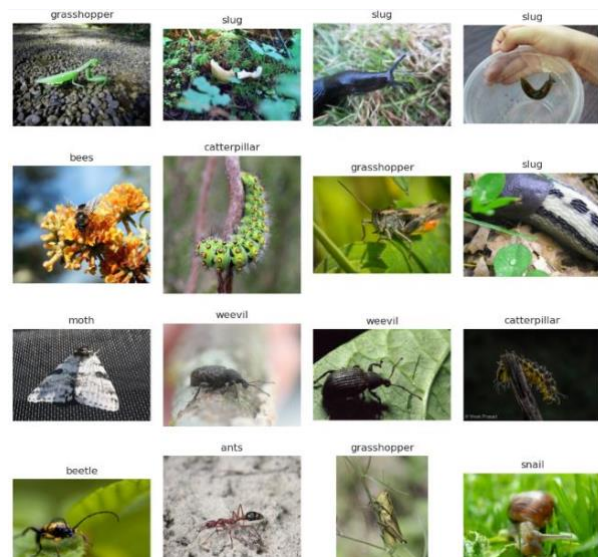 grasshopper
slug
slug
slug
bees
catterpillar
grasshopper
slug
moth
weevil
weevil
catterpillar
beetle
ants
grasshopper
snail